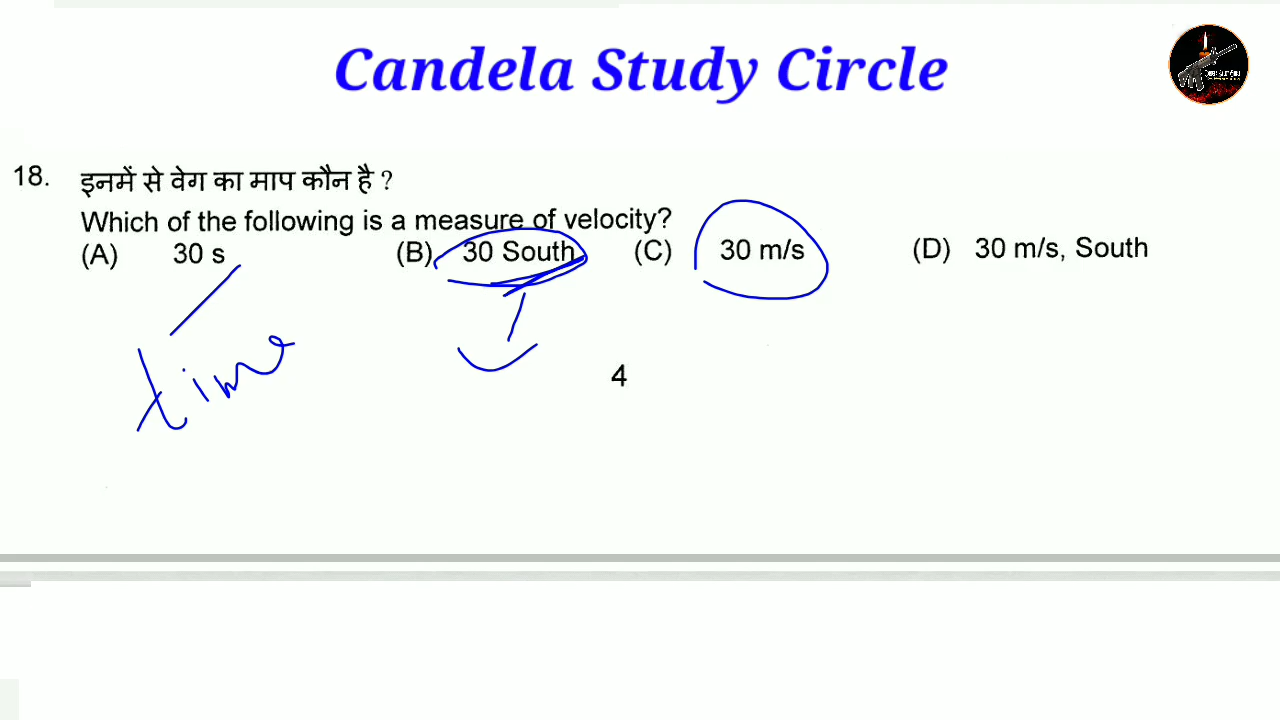 Candela Study Circle
18. इनमें से वेग का माप कौन है ?
Which of the following is a measure of velocity?
(A) 30 s (B) 30 South (C) 30 m/s (D) 30 m/s, South
time
4